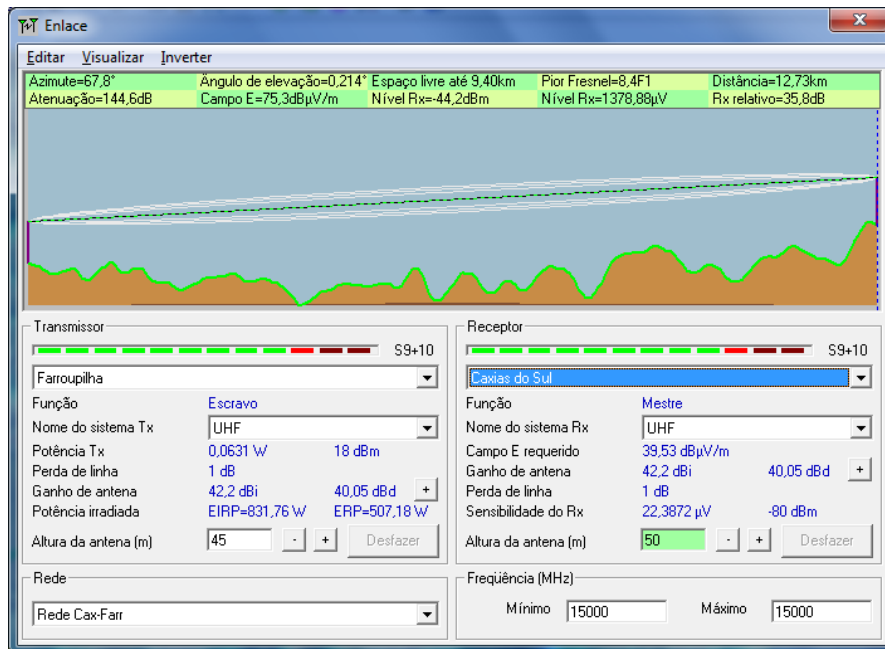 Enlace
Editar Visualizar Inverter
Azimute=67,8° Ângulo de elevação=0,214° Espaço livre até 9,40km Pior Fresnel=8,4F1 Distância=12,73km
Atenuação=144,6dB Campo E=75,3dBµV/m Nível Rx=-44,2dBm Nível Rx=1378,88µV Rx relativo=35,8dB
Transmissor
S9+10
Farroupilha
Função Escravo
Nome do sistema Tx UHF
Potência Tx 0,0631 W 18 dBm
Perda de linha 1 dB
Ganho de antena 42,2 dBi 40,05 dBd +
Potência irradiada EIRP=831,76 W ERP=507,18 W
Altura da antena (m) 45 - + Desfazer
Rede
Rede Cax-Farr
Receptor
S9+10
Caxias do Sul
Função Mestre
Nome do sistema Rx UHF
Campo E requerido 39,53 dBµV/m
Ganho de antena 42,2 dBi 40,05 dBd +
Perda de linha 1 dB
Sensibilidade do Rx 22,3872 µV -80 dBm
Altura da antena (m) 50 - + Desfazer
Freqüência (MHz)
Mínimo 15000 Máximo 15000